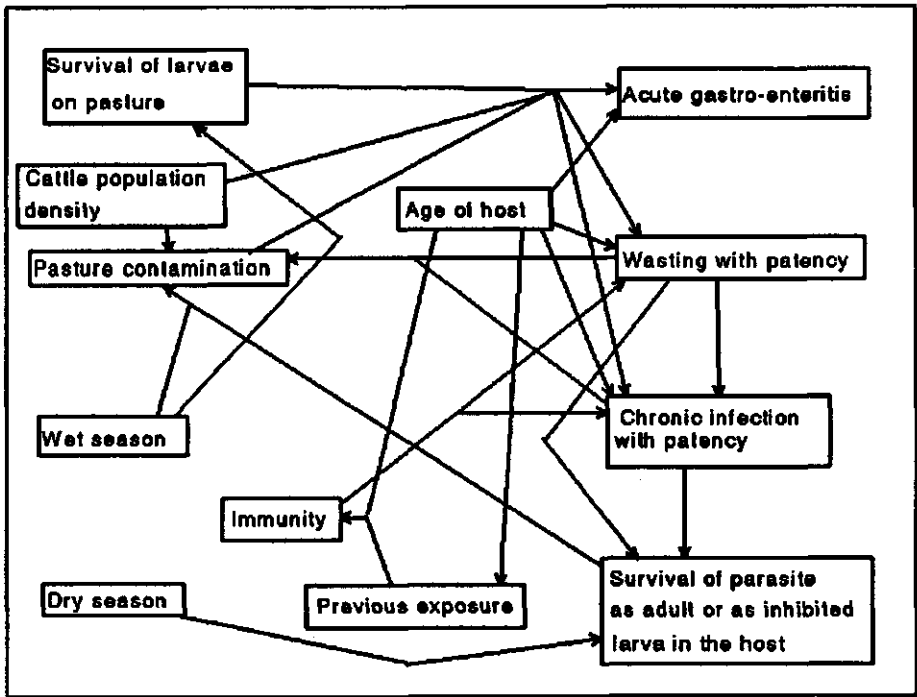 Survival of larvae
on pasture
Acute gastro-enteritis
Cattle population
density
Age of host
Pasture contamination
Wasting with patency
Chronic infection
with patency
Wet season
Immunity
Dry season
Previous exposure
Survival of parasite
as adult or as inhibited
larva in the host